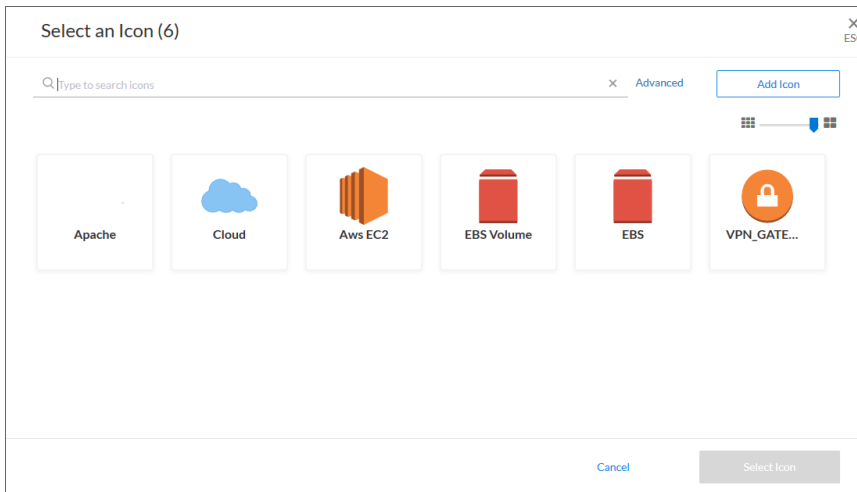 Select an Icon (6)
ESC
Type to search icons
Advanced
Add Icon
Apache
Cloud
Aws EC2
EBS Volume
EBS
VPN_GATE...
Cancel
Select Icon